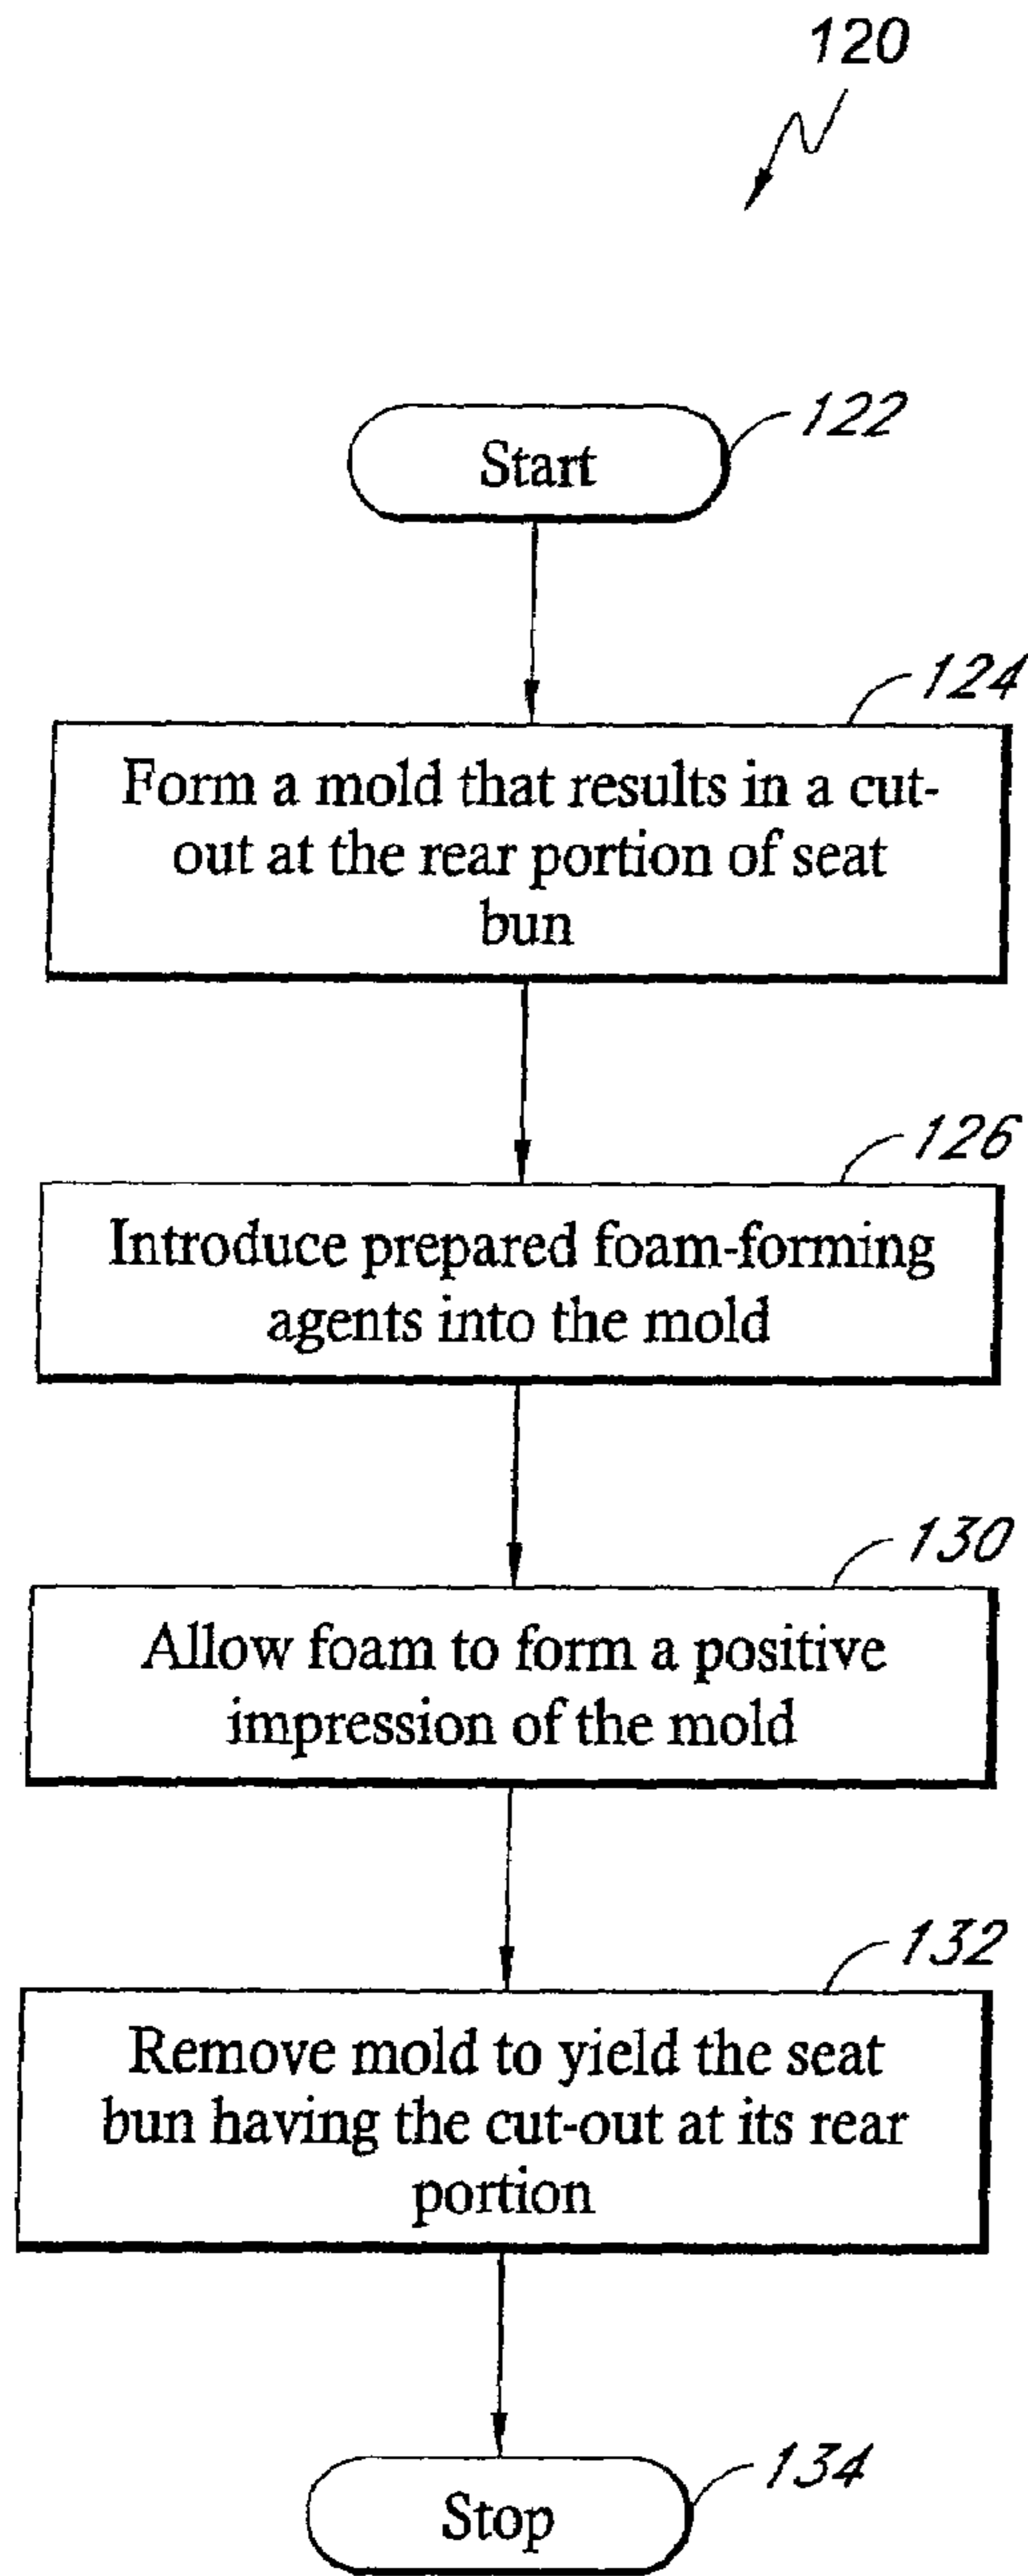 120
122
Start
124
Form a mold that results in a cut-
out at the rear portion of seat
bun
126
Introduce prepared foam-forming
agents into the mold
130
Allow foam to form a positive
impression of the mold
132
Remove mold to yield the seat
bun having the cut-out at its rear
portion
134
Stop